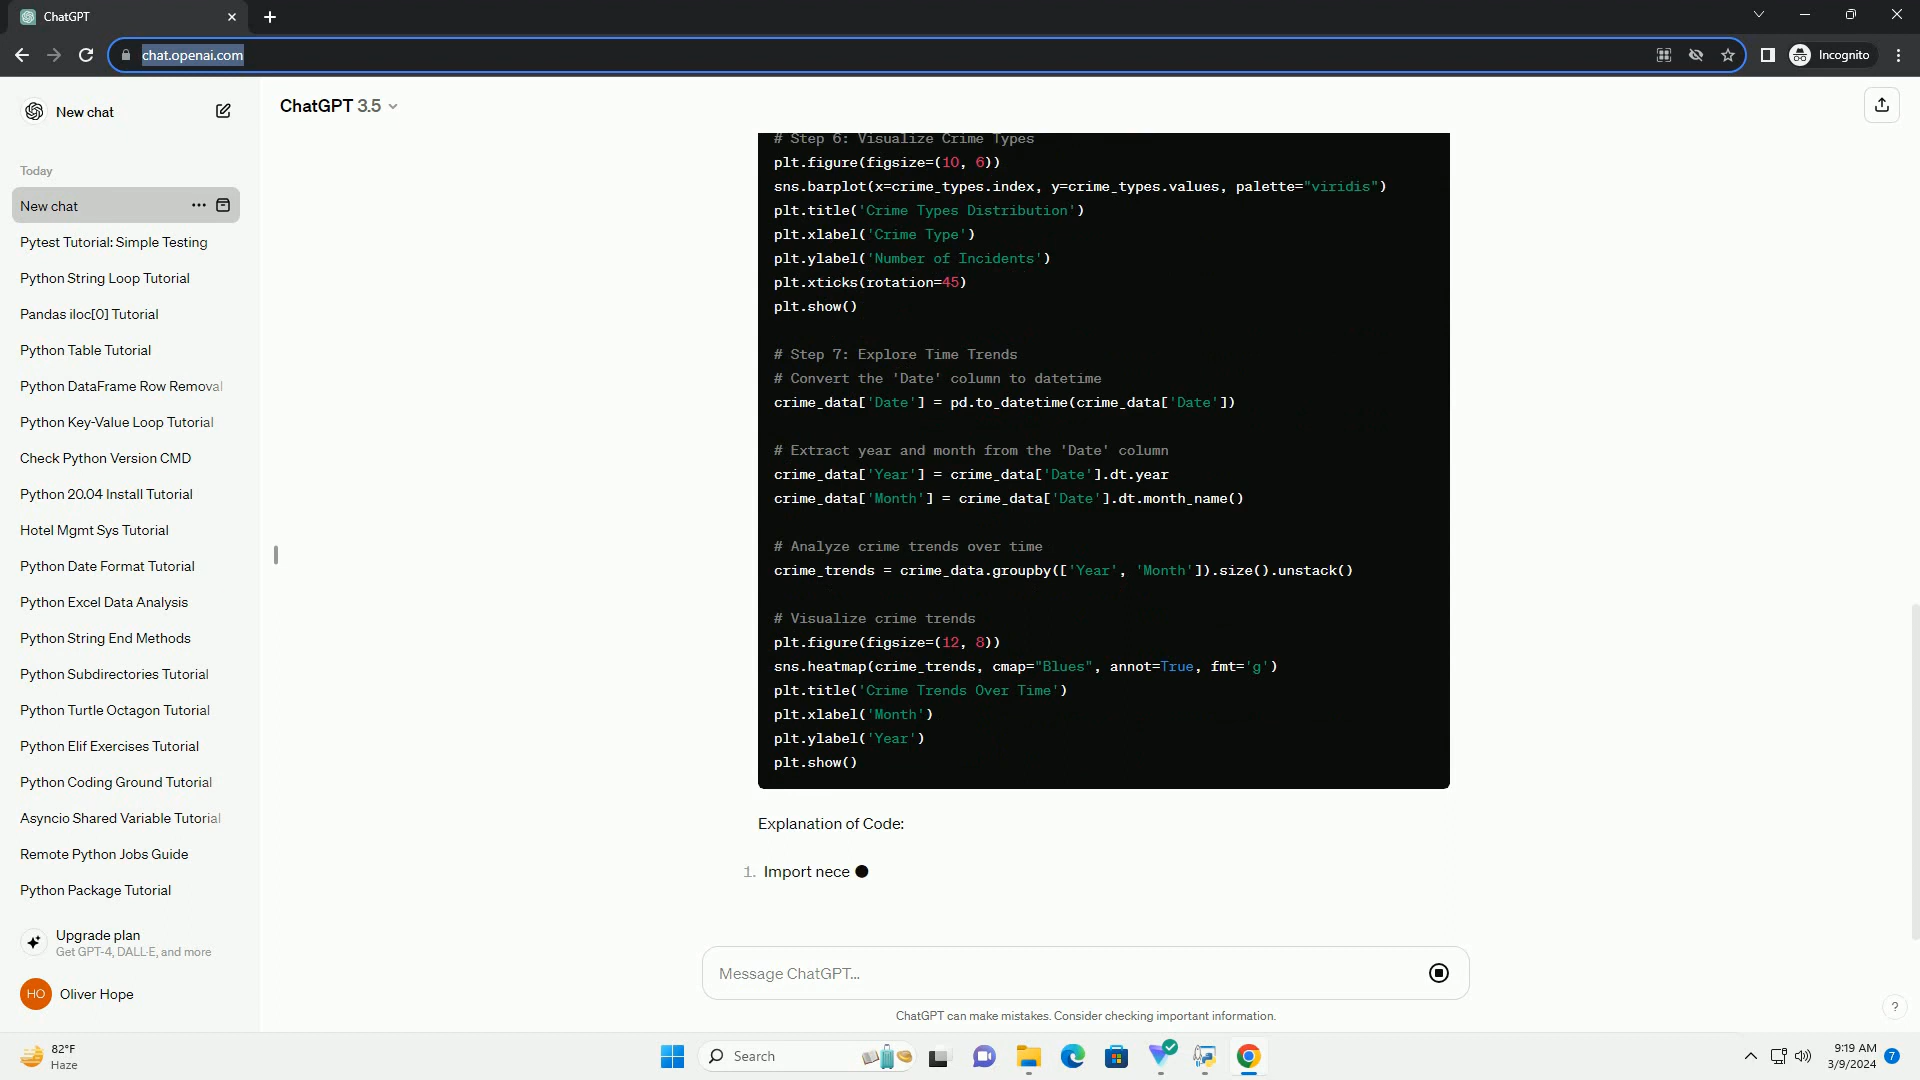 ChatGPT
chat.openai.com
Incognito
New chat
ChatGPT 3.5
Today
New chat
Pytest Tutorial: Simple Testing
Python String Loop Tutorial
Pandas iloc[0] Tutorial
Python Table Tutorial
Python DataFrame Row Removal
Python Key-Value Loop Tutorial
Check Python Version CMD
Python 20.04 Install Tutorial
Hotel Mgmt Sys Tutorial
Python Date Format Tutorial
Python Excel Data Analysis
Python String End Methods
Python Subdirectories Tutorial
Python Turtle Octagon Tutorial
Python Elif Exercises Tutorial
Python Coding Ground Tutorial
Asyncio Shared Variable Tutorial
Remote Python Jobs Guide
Python Package Tutorial
Upgrade plan
Get GPT-4, DALL·E, and more
HO Oliver Hope
# Step 6: Visualize Crime Types
plt.figure(figsize=(10, 6))
sns.barplot(x=crime_types.index, y=crime_types.values, palette="viridis")
plt.title('Crime Types Distribution')
plt.xlabel('Crime Type')
plt.ylabel('Number of Incidents')
plt.xticks(rotation=45)
plt.show()
# Step 7: Explore Time Trends
# Convert the 'Date' column to datetime
crime_data['Date'] = pd.to_datetime(crime_data['Date'])
# Extract year and month from the 'Date' column
crime_data['Year'] = crime_data['Date'].dt.year
crime_data['Month'] = crime_data['Date'].dt.month_name()
# Analyze crime trends over time
crime_trends = crime_data.groupby(['Year', 'Month']).size().unstack()
# Visualize crime trends
plt.figure(figsize=(12, 8))
sns.heatmap(crime_trends, cmap="Blues", annot=True, fmt='g')
plt.title('Crime Trends Over Time')
plt.xlabel('Month')
plt.ylabel('Year')
plt.show()
Explanation of Code:
1. Import nece
Message ChatGPT...
ChatGPT can make mistakes. Consider checking important information.
?
82°F
Haze
Search
9:19 AM
3/9/2024
7